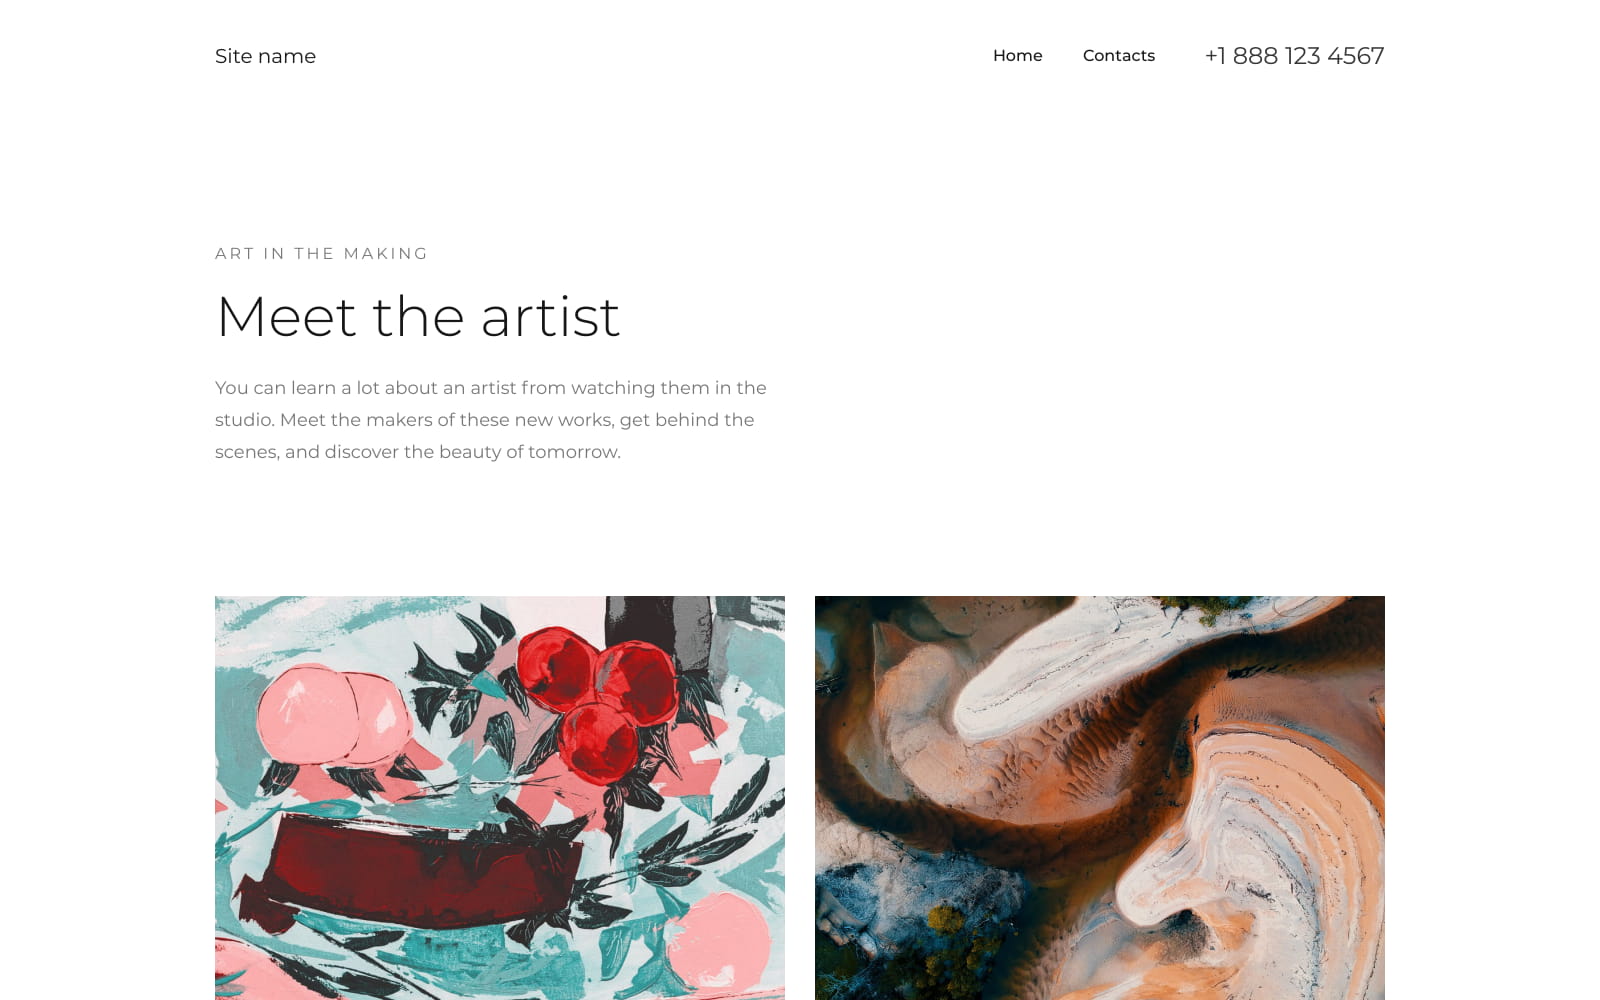 Site name
Home
Contacts
+1 888 123 4567
ART IN THE MAKING
Meet the artist
You can learn a lot about an artist from watching them in the
studio. Meet the makers of these new works, get behind the
scenes, and discover the beauty of tomorrow.